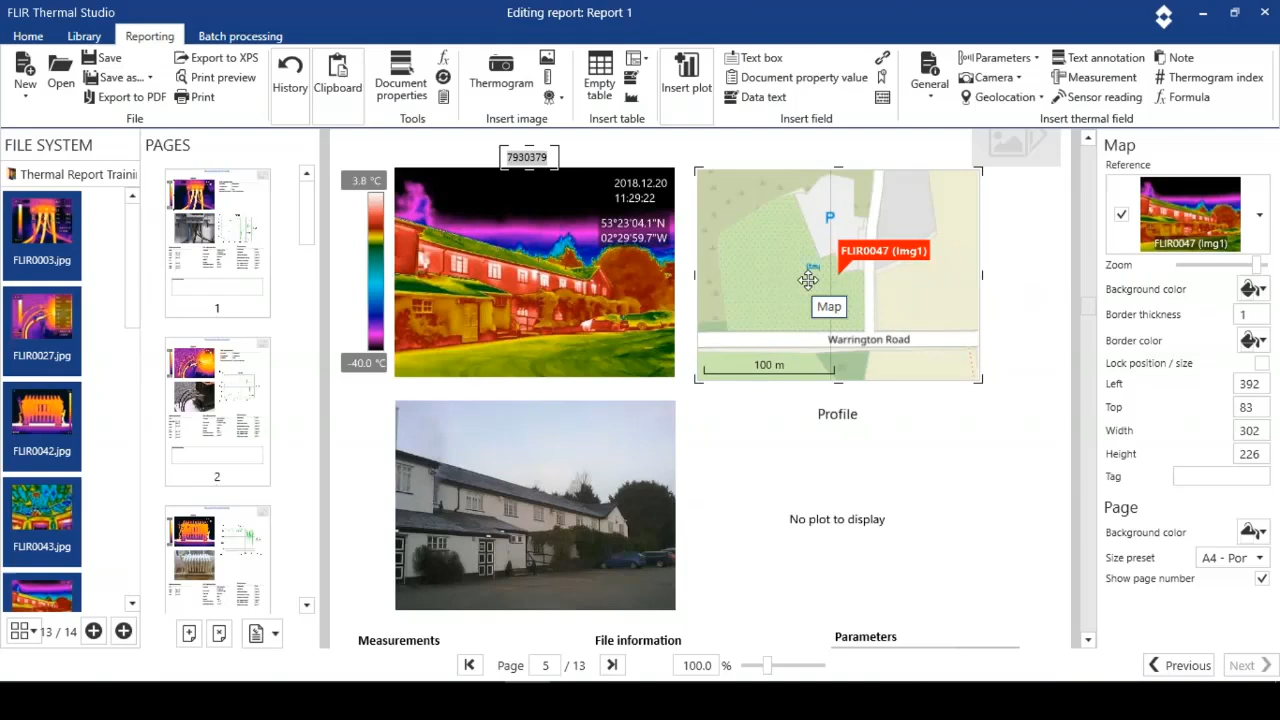 FLIR Thermal Studio
Editing report: Report 1
Home
Library
Reporting
Batch processing
New
Open
Save
Save as...
Export to PDF
Export to XPS
Print preview
Print
File
History
Clipboard
Document properties
Tools
Thermogram
Insert image
Empty table
Insert table
Insert plot
Text box
Document property value
Data text
Insert field
General
Parameters
Camera
Geolocation
Text annotation
Measurement
Sensor reading
Note
Thermogram index
Formula
Insert thermal field
FILE SYSTEM
Thermal Report Traini
FLIR0003.jpg
FLIR0027.jpg
FLIR0042.jpg
FLIR0043.jpg
13 / 14
PAGES
1
2
7930379
3.8 °C
-40.0 °C
2018.12.20
11:29:22
53°23'04.1"N
02°29'59.7"W
P
FLIR0047 (Img1)
Map
Warrington Road
100 m
Profile
No plot to display
Measurements
File information
Parameters
Page 5 / 13
100.0 %
Previous
Next
Map
Reference
FLIR0047 (Img1)
Zoom
Background color
Border thickness 1
Border color
Lock position / size
Left 392
Top 83
Width 302
Height 226
Tag
Page
Background color
Size preset A4 - Por
Show page number